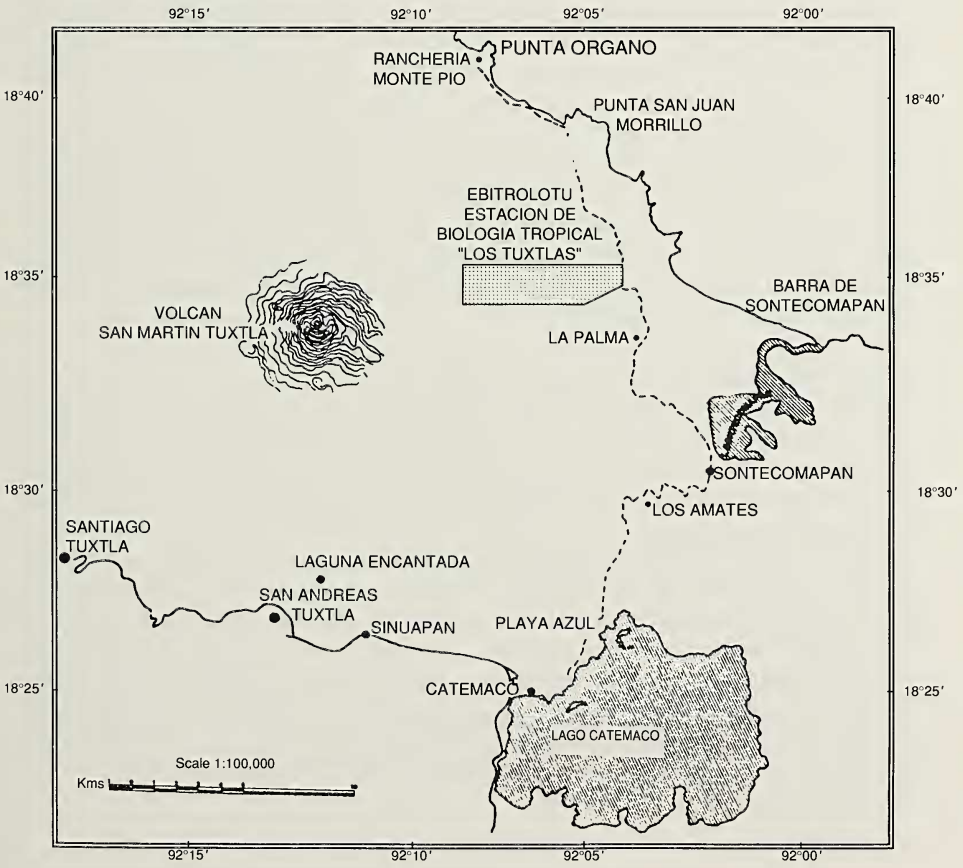 92°15′
92°10′
92°05′
92°00′
PUNTA ORGANO
RANCHERIA
MONTE PIO
18°40′
18°40′
PUNTA SAN JUAN
MORRILLO
EBITROLOTU
ESTACION DE
BIOLOGIA TROPICAL
"LOS TUXTLAS"
18°35′
18°35′
BARRA DE
SONTECOMAPAN
VOLCAN
SAN MARTIN TUXTLA
LA PALMA
SONTECOMAPAN
18°30′
18°30′
LOS AMATES
SANTIAGO
TUXTLA
LAGUNA ENCANTADA
SAN ANDREAS
TUXTLA
SINUAPAN
PLAYA AZUL
18°25′
18°25′
CATEMACO
LAGO CATEMACO
Scale 1:100,000
Kms
92°15′
92°10′
92°05′
92°00′